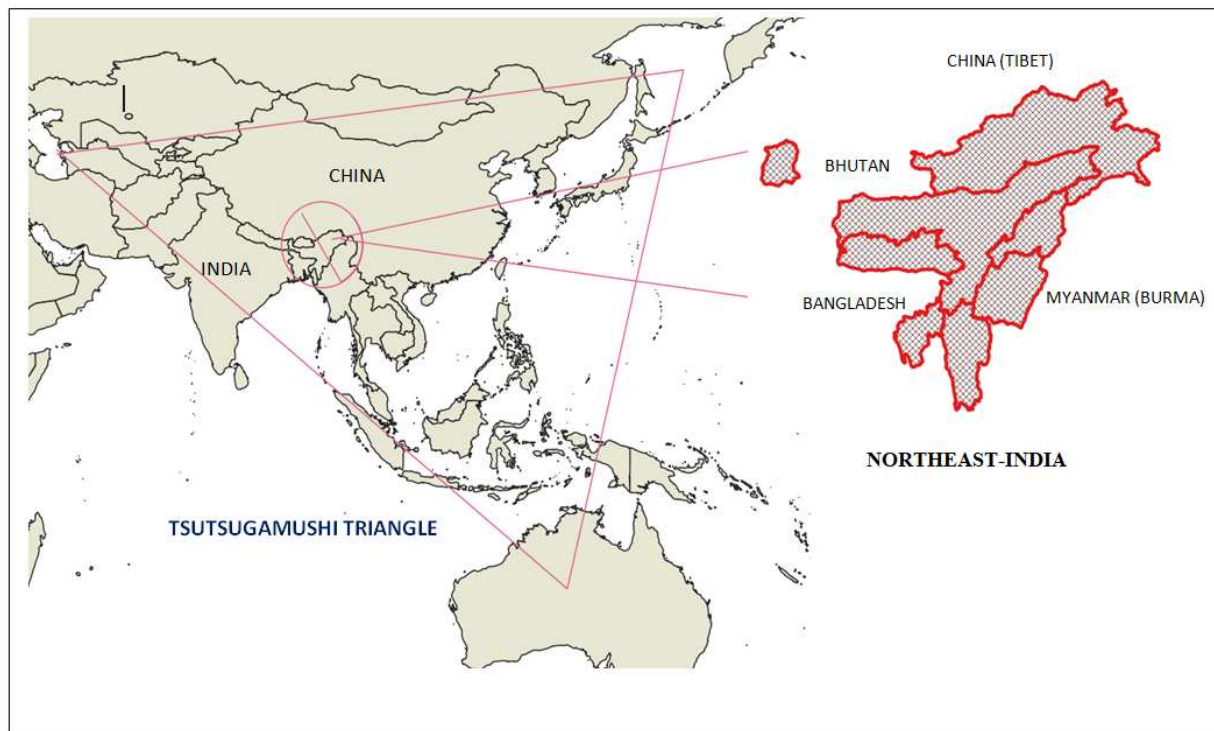 CHINA (TIBET)
BHUTAN
CHINA
INDIA
BANGLADESH
MYANMAR (BURMA)
NORTHEAST-INDIA
TSUTSUGAMUSHI TRIANGLE